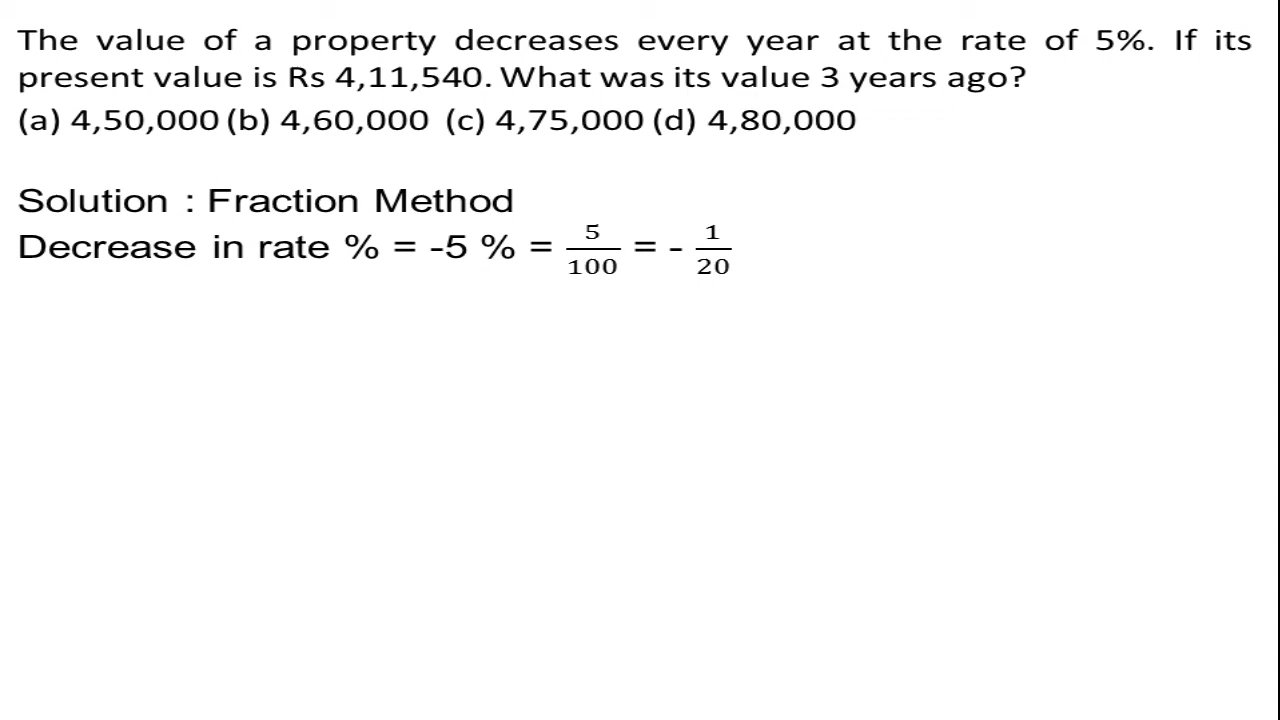 The value of a property decreases every year at the rate of 5%. If its
present value is Rs 4,11,540. What was its value 3 years ago?
(a) 4,50,000 (b) 4,60,000 (c) 4,75,000 (d) 4,80,000
Solution : Fraction Method
Decrease in rate % = -5 % = 5/100 = - 1/20